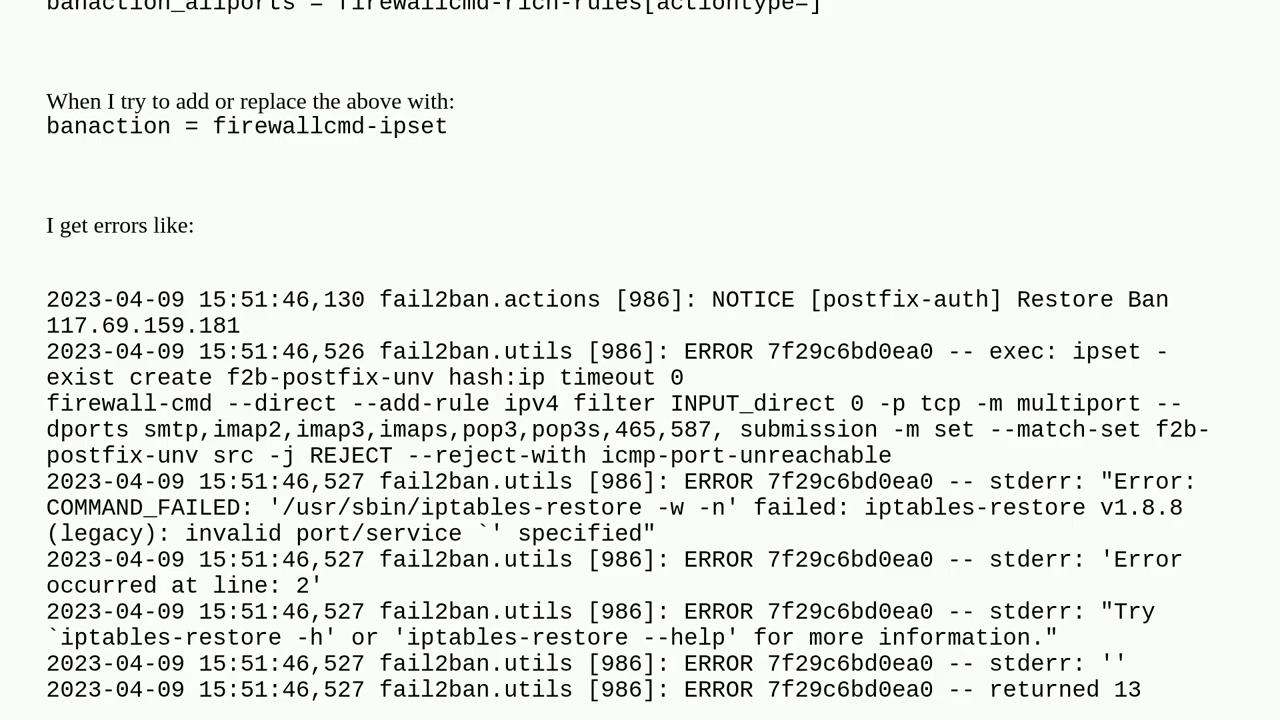 banaction_allports = firewallcmd-rich-rules[actiontype=]
When I try to add or replace the above with:
banaction = firewallcmd-ipset
I get errors like:
2023-04-09 15:51:46,130 fail2ban.actions [986]: NOTICE [postfix-auth] Restore Ban
117.69.159.181
2023-04-09 15:51:46,526 fail2ban.utils [986]: ERROR 7f29c6bd0ea0 -- exec: ipset -
exist create f2b-postfix-unv hash:ip timeout 0
firewall-cmd --direct --add-rule ipv4 filter INPUT_direct 0 -p tcp -m multiport --
dports smtp,imap2,imap3,imaps,pop3,pop3s,465,587, submission -m set --match-set f2b-
postfix-unv src -j REJECT --reject-with icmp-port-unreachable
2023-04-09 15:51:46,527 fail2ban.utils [986]: ERROR 7f29c6bd0ea0 -- stderr: "Error:
COMMAND_FAILED: '/usr/sbin/iptables-restore -w -n' failed: iptables-restore v1.8.8
(legacy): invalid port/service `' specified"
2023-04-09 15:51:46,527 fail2ban.utils [986]: ERROR 7f29c6bd0ea0 -- stderr: 'Error
occurred at line: 2'
2023-04-09 15:51:46,527 fail2ban.utils [986]: ERROR 7f29c6bd0ea0 -- stderr: "Try
`iptables-restore -h' or 'iptables-restore --help' for more information."
2023-04-09 15:51:46,527 fail2ban.utils [986]: ERROR 7f29c6bd0ea0 -- stderr: ''
2023-04-09 15:51:46,527 fail2ban.utils [986]: ERROR 7f29c6bd0ea0 -- returned 13